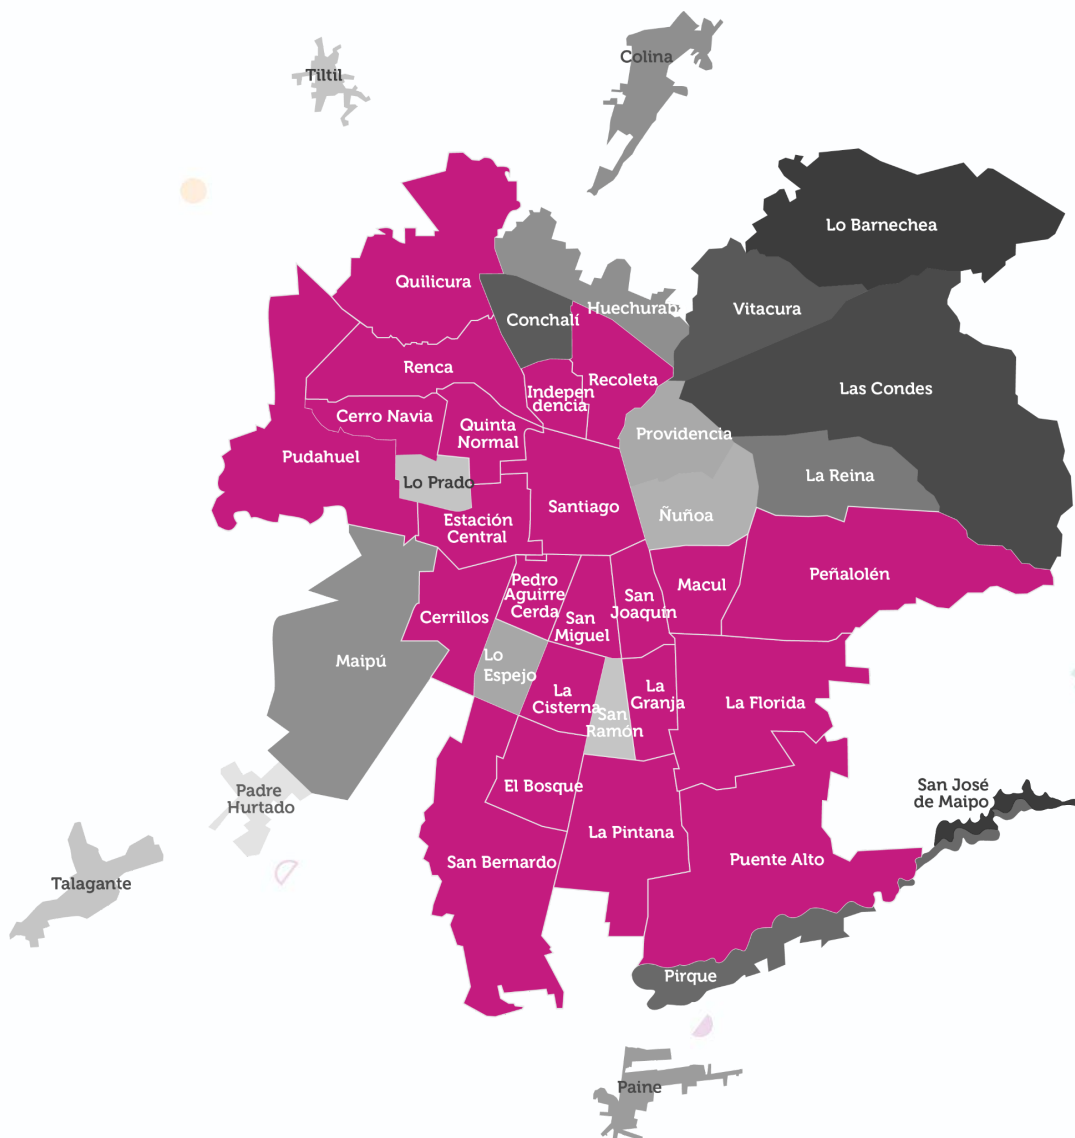 Tiltil
Colina
Lo Barnechea
Quilicura
Huechuraba
Vitacura
Conchalí
Renca
Recoleta
Las Condes
Indepen
dencia
Cerro Navia
Quinta
Normal
Providencia
Pudahuel
Lo Prado
La Reina
Santiago
Ñuñoa
Estación
Central
Peñalolén
Pedro
Aguirre
Cerda
Macul
San
Joaquín
Cerrillos
San
Miguel
Maipú
Lo
Espejo
La
Cisterna
La
Granja
San
Ramón
La Florida
Padre
Hurtado
El Bosque
San José
de Maipo
La Pintana
San Bernardo
Puente Alto
Talagante
Pirque
Paine